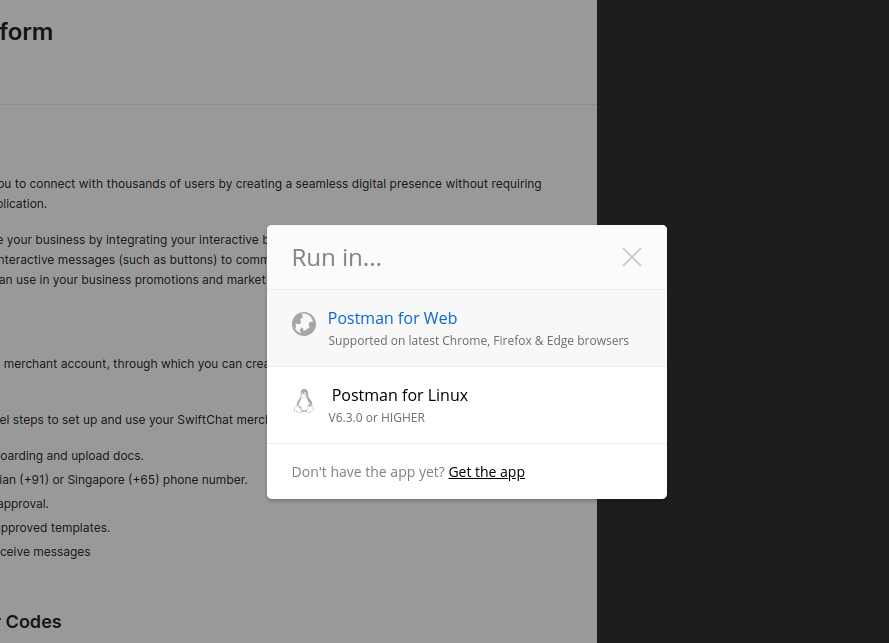 form
ou to connect with thousands of users by creating a seamless digital presence without requiring
plication.
e your business by integrating your interactive b
Run in...
nteractive messages (such as buttons) to comm
an use in your business promotions and marketi
Postman for Web
Supported on latest Chrome, Firefox & Edge browsers
merchant account, through which you can crea
Postman for Linux
V6.3.0 or HIGHER
el steps to set up and use your SwiftChat merch
oarding and upload docs.
Don't have the app yet? Get the app
ian (+91) or Singapore (+65) phone number.
approval.
pproved templates.
ceive messages
r Codes